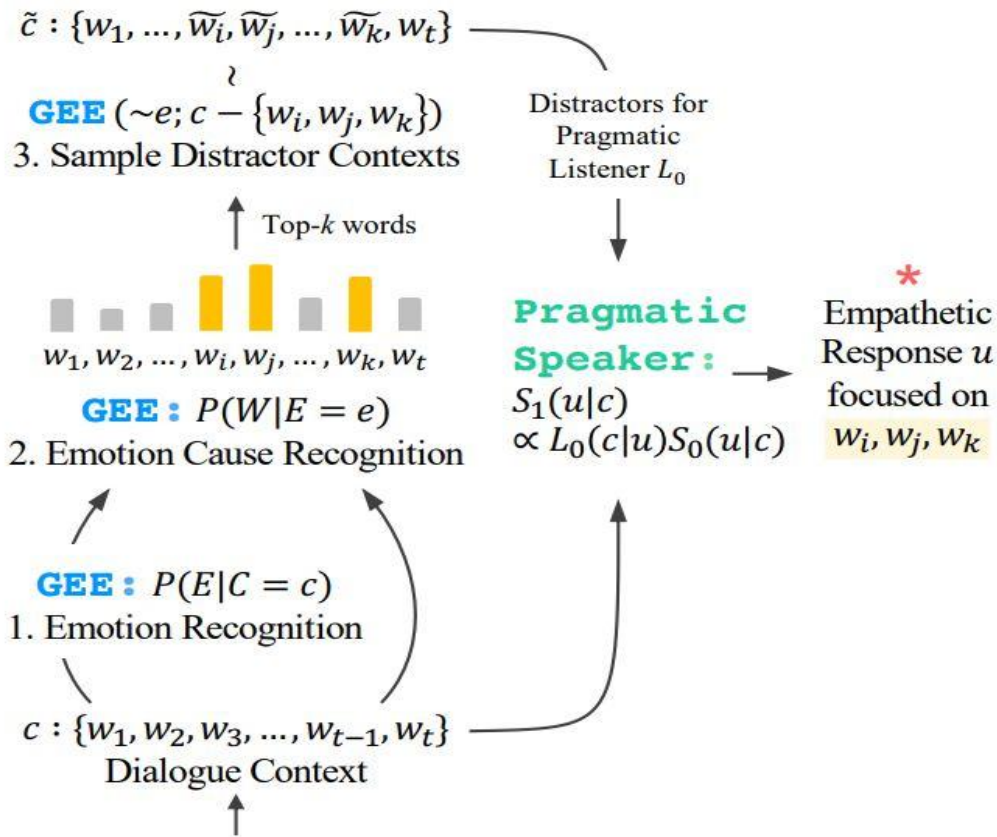 c̃ : {w₁, ..., w̃ᵢ, w̃ⱼ, ..., w̃ₖ, wₜ}
~
GEE (~e; c − {wᵢ, wⱼ, wₖ})
3. Sample Distractor Contexts
Top-k words
w₁, w₂, ..., wᵢ, wⱼ, ..., wₖ, wₜ
GEE: P(W|E = e)
2. Emotion Cause Recognition
GEE: P(E|C = c)
1. Emotion Recognition
c : {w₁, w₂, w₃, ..., wₜ₋₁, wₜ}
Dialogue Context
Distractors for
Pragmatic
Listener L₀
Pragmatic
Speaker:
S₁(u|c)
∝ L₀(c|u)S₀(u|c)
*
Empathetic
Response u
focused on
wᵢ, wⱼ, wₖ